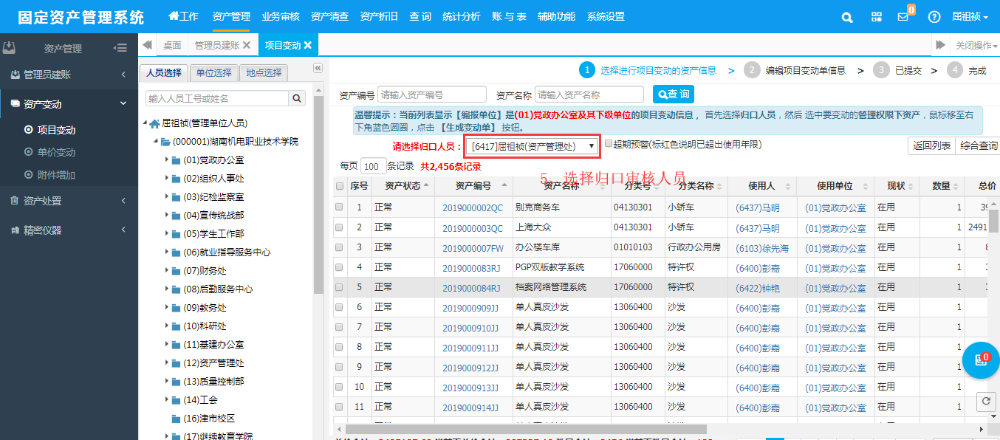 固定资产管理系统 工作 资产管理 业务审核 资产清查 资产折旧 查 询 统计分析 账 与 表 辅助功能 系统设置 0 屈祖祯
资产管理
管理员建账
资产变动
项目变动
单价变动
附件增加
资产处置
精密仪器
桌面 管理员建账 项目变动 关闭操作
人员选择 单位选择 地点选择
输入人员工号或姓名
屈祖祯(管理单位人员)
(000001)湖南机电职业技术学院
(01)党政办公室
(02)组织人事处
(03)纪检监察室
(04)宣传统战部
(05)学生工作部
(06)就业指导服务中心
(07)财务处
(08)后勤服务中心
(09)教务处
(10)科研处
(11)基建办公室
(12)资产管理处
(13)质量控制部
(14)工会
(16)津市校区
(17)继续教育学院
1 选择进行项目变动的资产信息 > 2 编辑项目变动单信息 > 3 已提交 > 4 完成
资产编号 请输入资产编号 资产名称 请输入资产名称 查 询
温馨提示：当前列表显示【编报单位】是(01)党政办公室及其下级单位的项目变动信息，首先选择归口人员，然后 选中要变动的管理权限下资产，鼠标移至右
下角蓝色圆圈，点击 【生成变动单】 按钮。
请选择归口人员： [6417]屈祖祯(资产管理处) 超期预警(标红色说明已超出使用年限) 返回列表 综合查询
每页 100 条记录 共2,456条记录
5、选择归口审核人员
序号 资产状态 资产编号 资产名称 分类号 分类名称 使用人 使用单位 现状 数量 总价
1 正常 2019000002QC 别克商务车 04130301 小轿车 (6437)马明 (01)党政办公室 在用 1
2 正常 2019000003QC 上海大众 04130301 小轿车 (6437)马明 (01)党政办公室 在用 1 2491
3 正常 2019000007FW 办公楼车库 01010103 行政办公用房 (6103)徐先海 (01)党政办公室 在用 1
4 正常 2019000083RJ PGP双版教学系统 17060000 特许权 (6400)彭嘉 (01)党政办公室 在用 1
5 正常 2019000084RJ 档案网络管理系统 17060000 特许权 (6422)钟艳 (01)党政办公室 在用 1
6 正常 2019000909JJ 单人真皮沙发 13060400 沙发 (6400)彭嘉 (01)党政办公室 在用 1
7 正常 2019000910JJ 单人真皮沙发 13060400 沙发 (6400)彭嘉 (01)党政办公室 在用 1
8 正常 2019000911JJ 单人真皮沙发 13060400 沙发 (6400)彭嘉 (01)党政办公室 在用 1
9 正常 2019000912JJ 单人真皮沙发 13060400 沙发 (6400)彭嘉 (01)党政办公室 在用 1
10 正常 2019000913JJ 单人真皮沙发 13060400 沙发 (6400)彭嘉 (01)党政办公室 在用 1
11 正常 2019000914JJ 单人真皮沙发 13060400 沙发 (6400)彭嘉 (01)党政办公室 在用 1
0